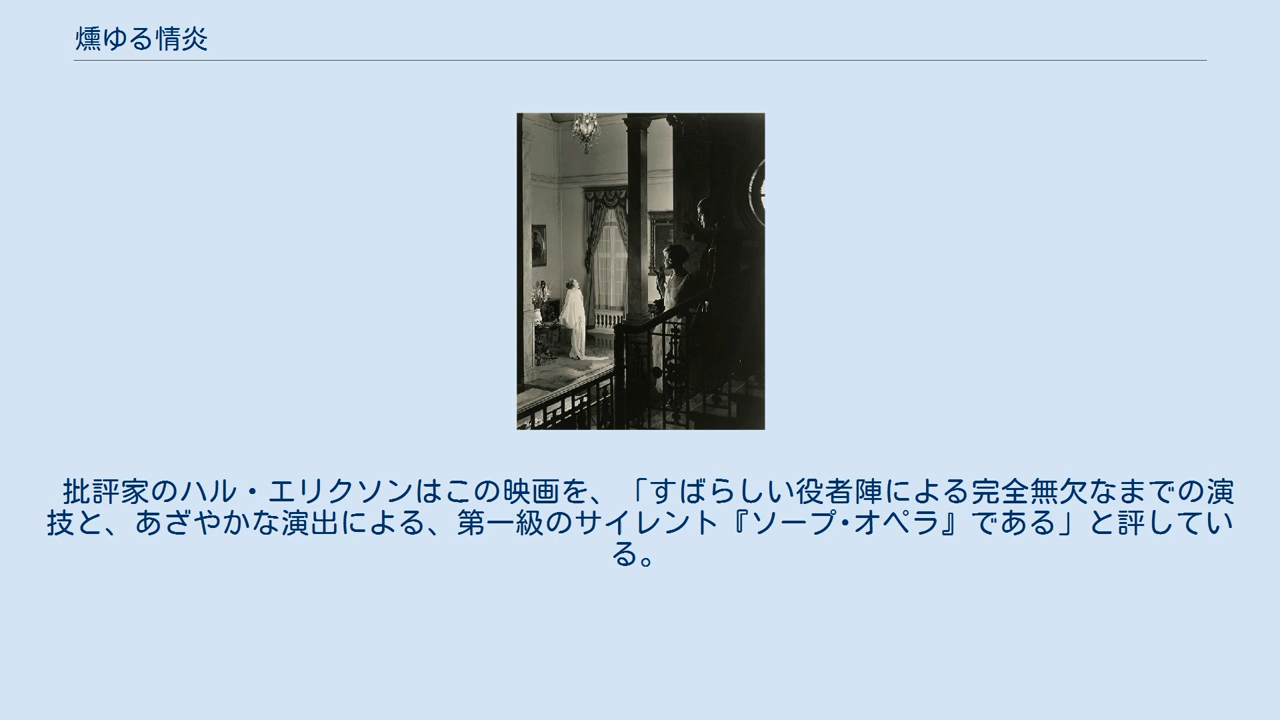 燻ゆる情炎
批評家のハル・エリクソンはこの映画を、「すばらしい役者陣による完全無欠なまでの演
技と、あざやかな演出による、第一級のサイレント『ソープ•オペラ』である」と評してい
る。